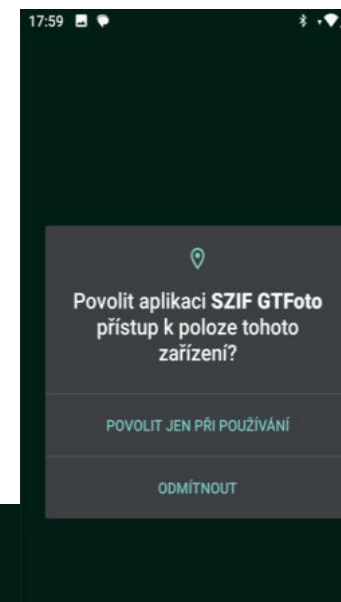 17:59
Povolit aplikaci SZIF GTFoto
přístup k poloze tohoto
zařízení?
POVOLIT JEN PŘI POUŽÍVÁNÍ
ODMÍTNOUT